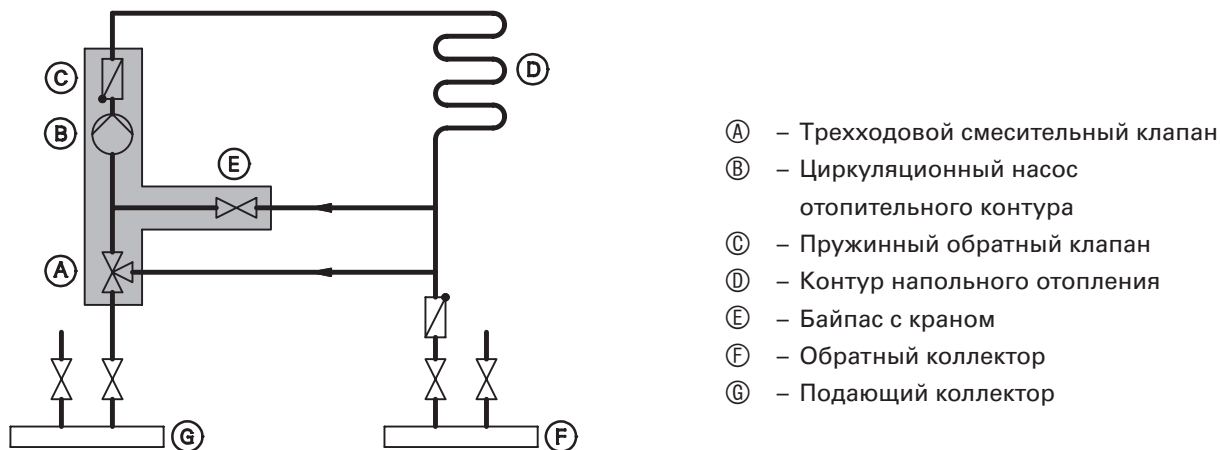 Ⓒ
Ⓓ
Ⓑ
Ⓔ
Ⓐ
Ⓖ
Ⓕ
Ⓐ – Трехходовой смесительный клапан
Ⓑ – Циркуляционный насос
отопительного контура
Ⓒ – Пружинный обратный клапан
Ⓓ – Контур напольного отопления
Ⓔ – Байпас с краном
Ⓕ – Обратный коллектор
Ⓖ – Подающий коллектор